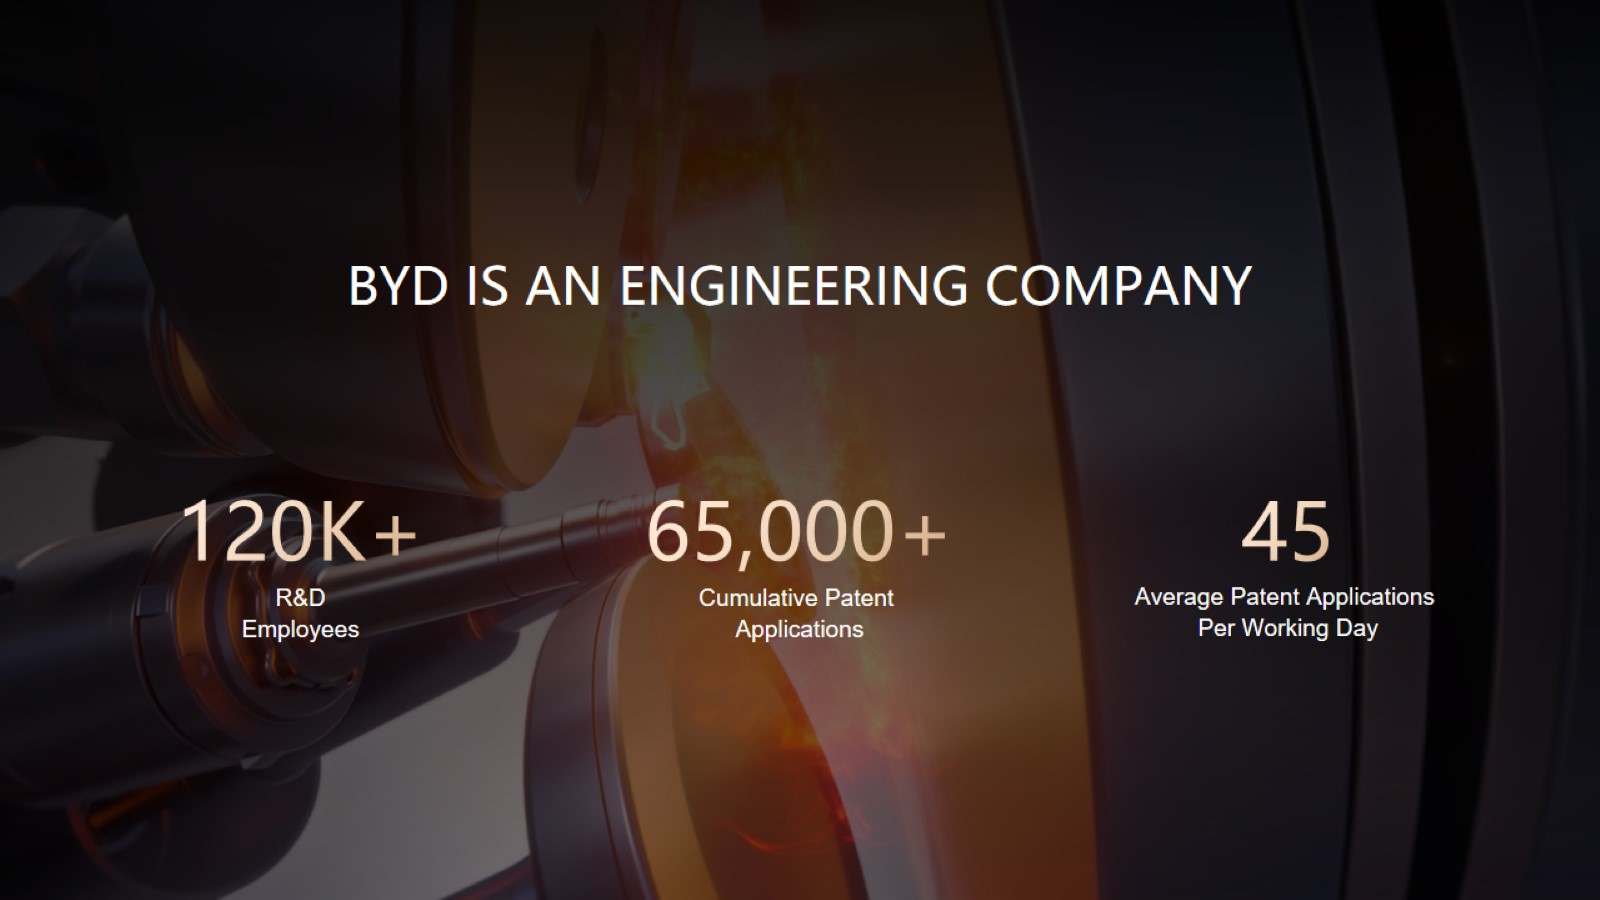 BYD IS AN ENGINEERING COMPANY
120K+
R&D
Employees
65,000+
Cumulative Patent
Applications
45
Average Patent Applications
Per Working Day